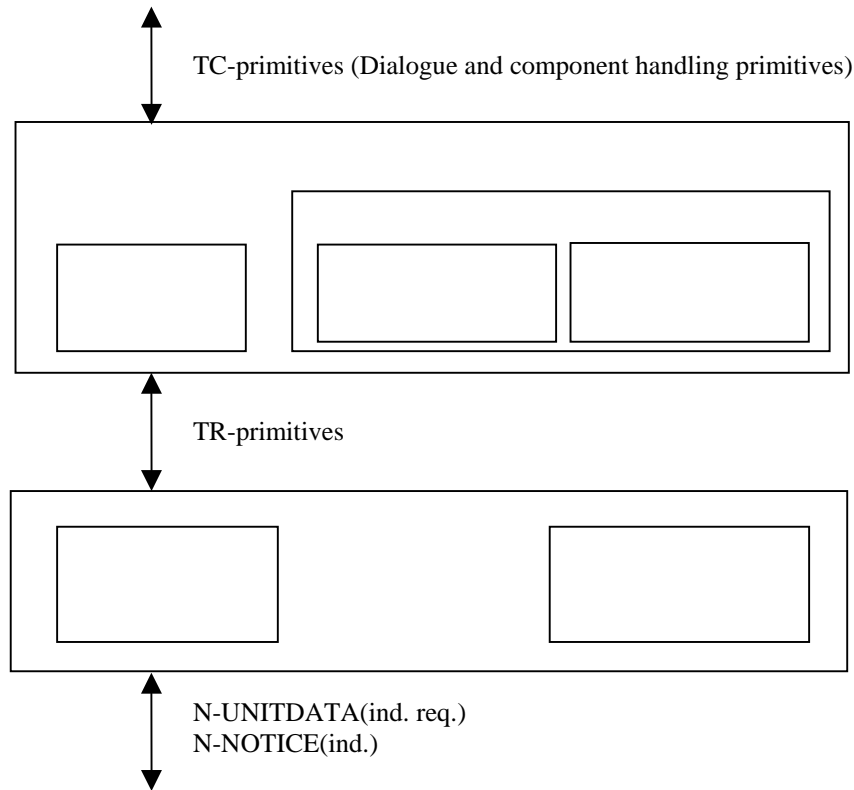 TC-primitives (Dialogue and component handling primitives)
TR-primitives
N-UNITDATA(ind. req.)
N-NOTICE(ind.)